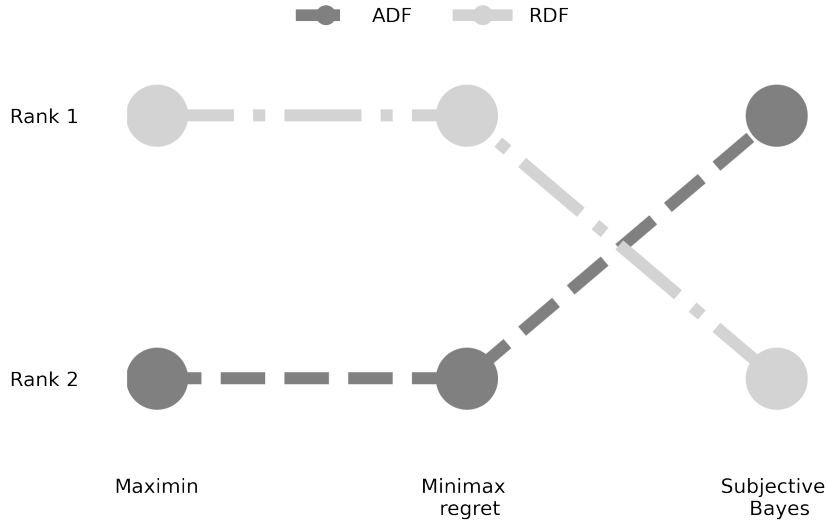 ADF RDF
Rank 1
Rank 2
Maximin Minimax Subjective
regret Bayes